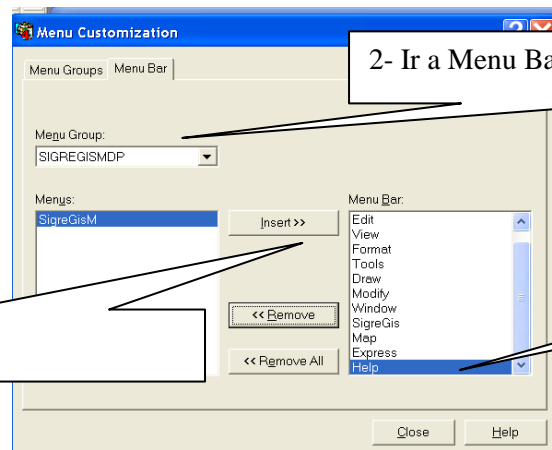 Menu Customization
2- Ir a Menu Ba
Menu Groups Menu Bar
Menu Group:
SIGREGISMDP
Menus:
SigreGisM
Insert >>
<< Remove
<< Remove All
Menu Bar:
Edit
View
Format
Tools
Draw
Modify
Window
SigreGis
Map
Express
Help
Close Help